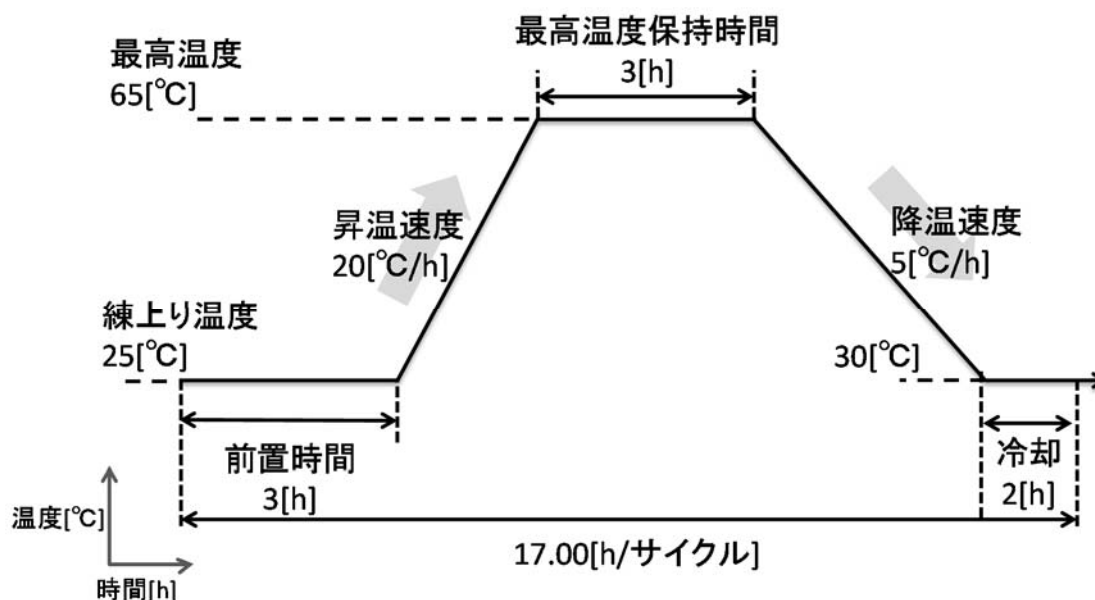 最高温度保持時間
3[h]
最高温度
65[℃]
昇温速度
20[℃/h]
降温速度
5[℃/h]
練上り温度
25[℃]
30[℃]
前置時間
3[h]
冷却
2[h]
温度[℃]
時間[h]
17.00[h/サイクル]